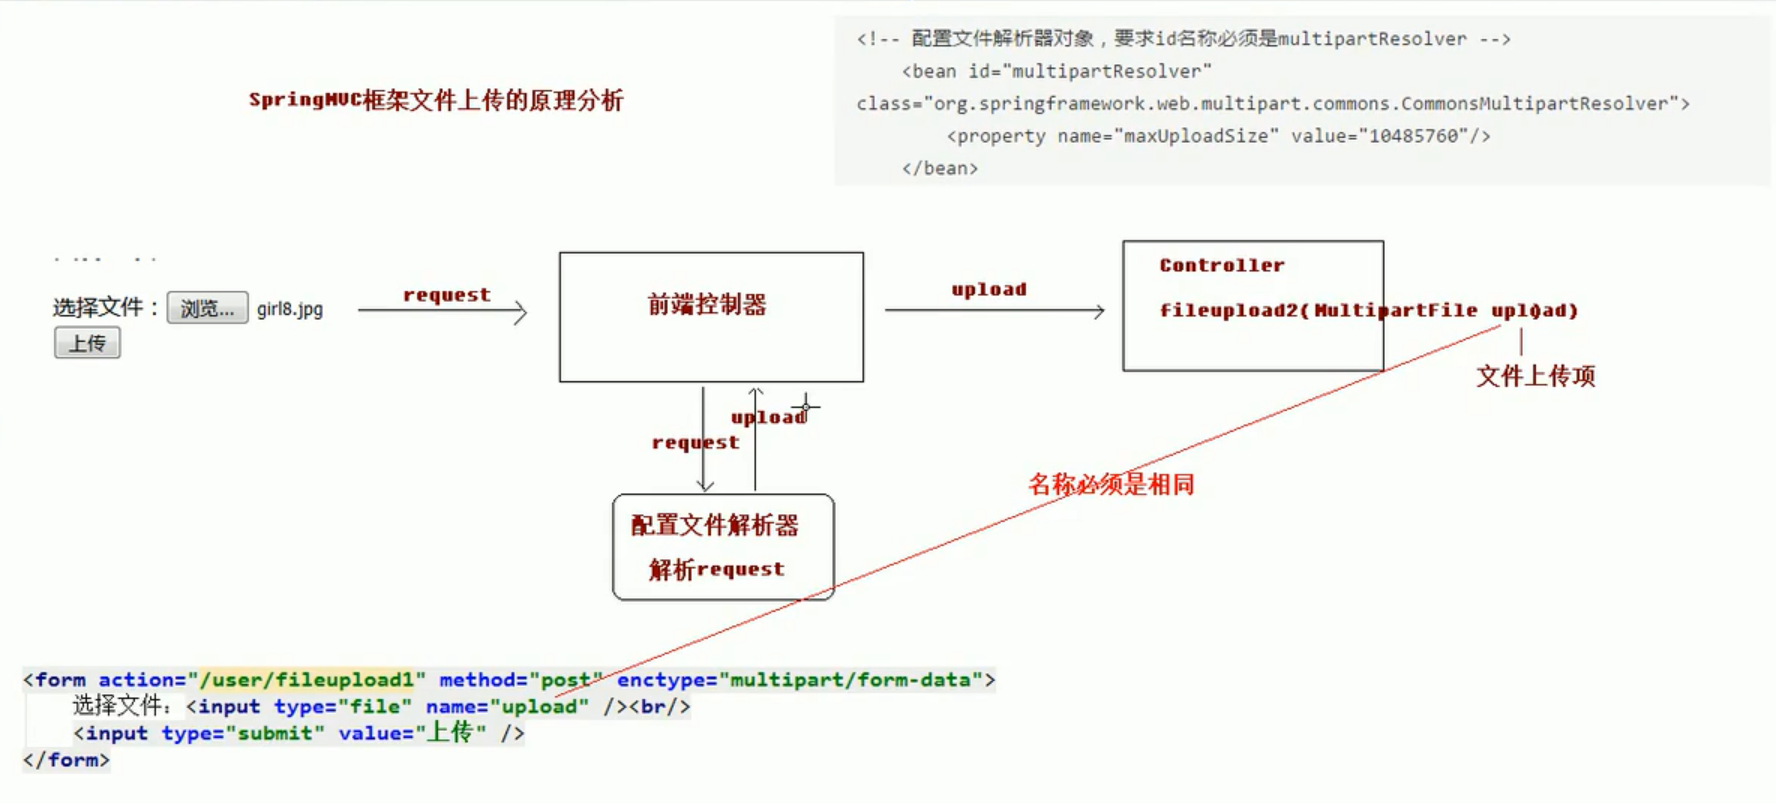 <!-- 配置文件解析器对象，要求id名称必须是multipartResolver -->
<bean id="multipartResolver"
class="org.springframework.web.multipart.commons.CommonsMultipartResolver">
<property name="maxUploadSize" value="10485760"/>
</bean>
SpringMVC框架文件上传的原理分析
选择文件：浏览... girl8.jpg
上传
request
前端控制器
upload
Controller
fileupload2(MultipartFile upload)
文件上传项
upload
request
名称必须是相同
配置文件解析器
解析request
<form action="/user/fileupload1" method="post" enctype="multipart/form-data">
选择文件：<input type="file" name="upload" /><br/>
<input type="submit" value="上传" />
</form>